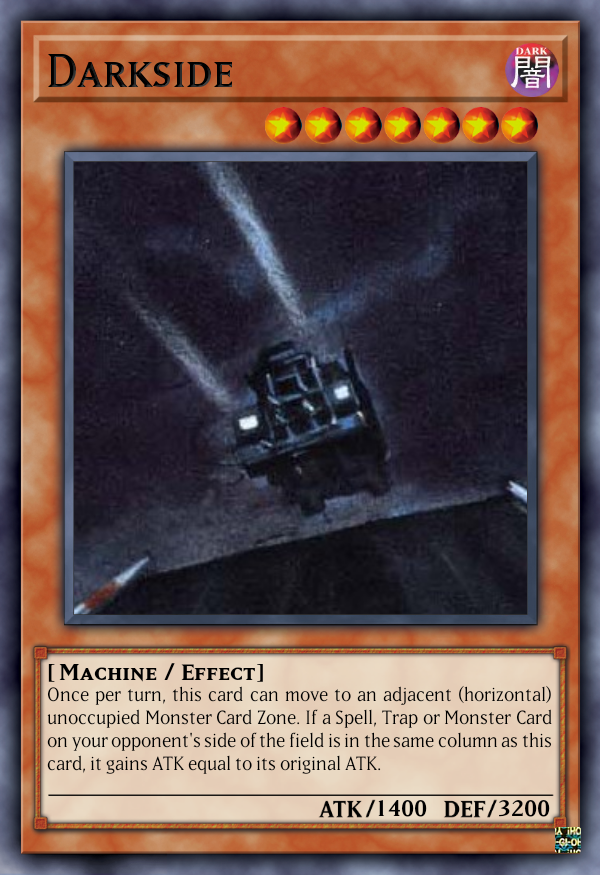 Darkside
DARK
闇
[ Machine / Effect]
Once per turn, this card can move to an adjacent (horizontal)
unoccupied Monster Card Zone. If a Spell, Trap or Monster Card
on your opponent's side of the field is in the same column as this
card, it gains ATK equal to its original ATK.
ATK/1400 DEF/3200